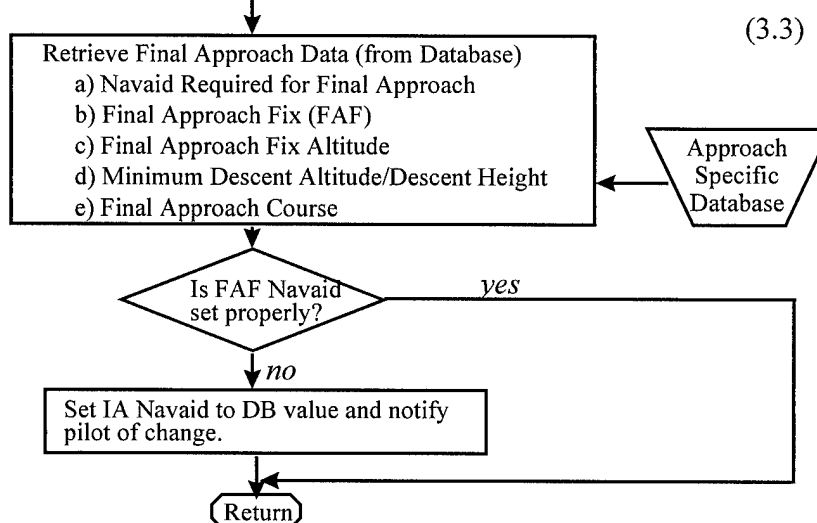 (3.3)
Retrieve Final Approach Data (from Database)
a) Navaid Required for Final Approach
b) Final Approach Fix (FAF)
c) Final Approach Fix Altitude
d) Minimum Descent Altitude/Descent Height
e) Final Approach Course
Approach
Specific
Database
Is FAF Navaid
set properly?
yes
no
Set IA Navaid to DB value and notify
pilot of change.
Return